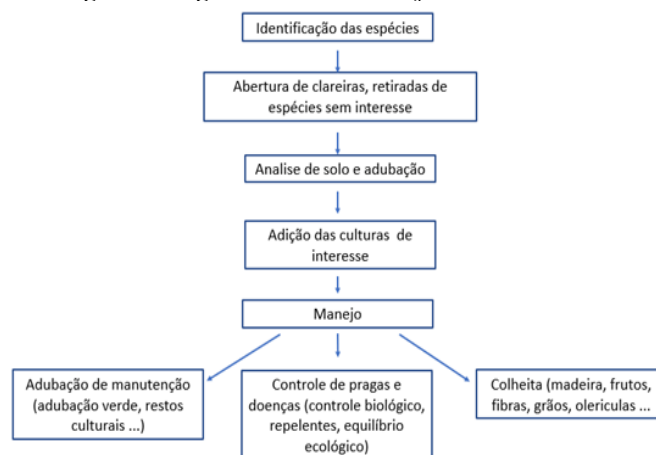 Identificação das espécies
Abertura de clareiras, retiradas de
espécies sem interesse
Analise de solo e adubação
Adição das culturas de
interesse
Manejo
Adubação de manutenção
(adubação verde, restos
culturais ...)
Controle de pragas e
doenças (controle biológico,
repelentes, equilíbrio
ecológico)
Colheita (madeira, frutos,
fibras, grãos, olericulas ...